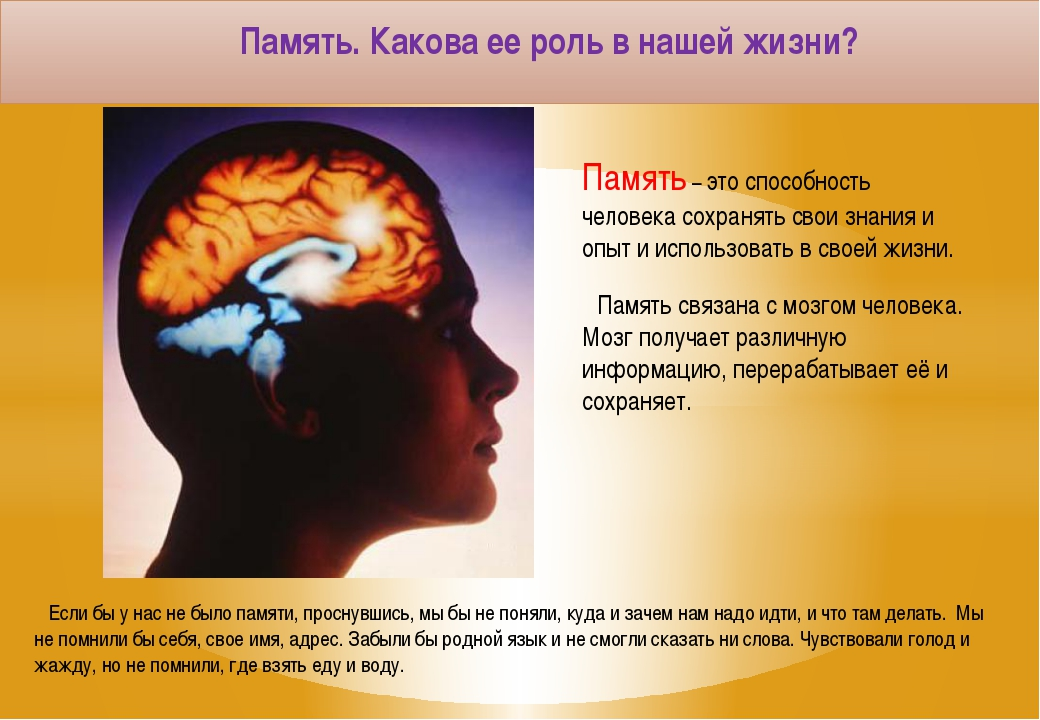 Память. Какова ее роль в нашей жизни?
Память – это способность
человека сохранять свои знания и
опыт и использовать в своей жизни.
Память связана с мозгом человека.
Мозг получает различную
информацию, перерабатывает её и
сохраняет.
Если бы у нас не было памяти, проснувшись, мы бы не поняли, куда и зачем нам надо идти, и что там делать. Мы
не помнили бы себя, свое имя, адрес. Забыли бы родной язык и не смогли сказать ни слова. Чувствовали голод и
жажду, но не помнили, где взять еду и воду.